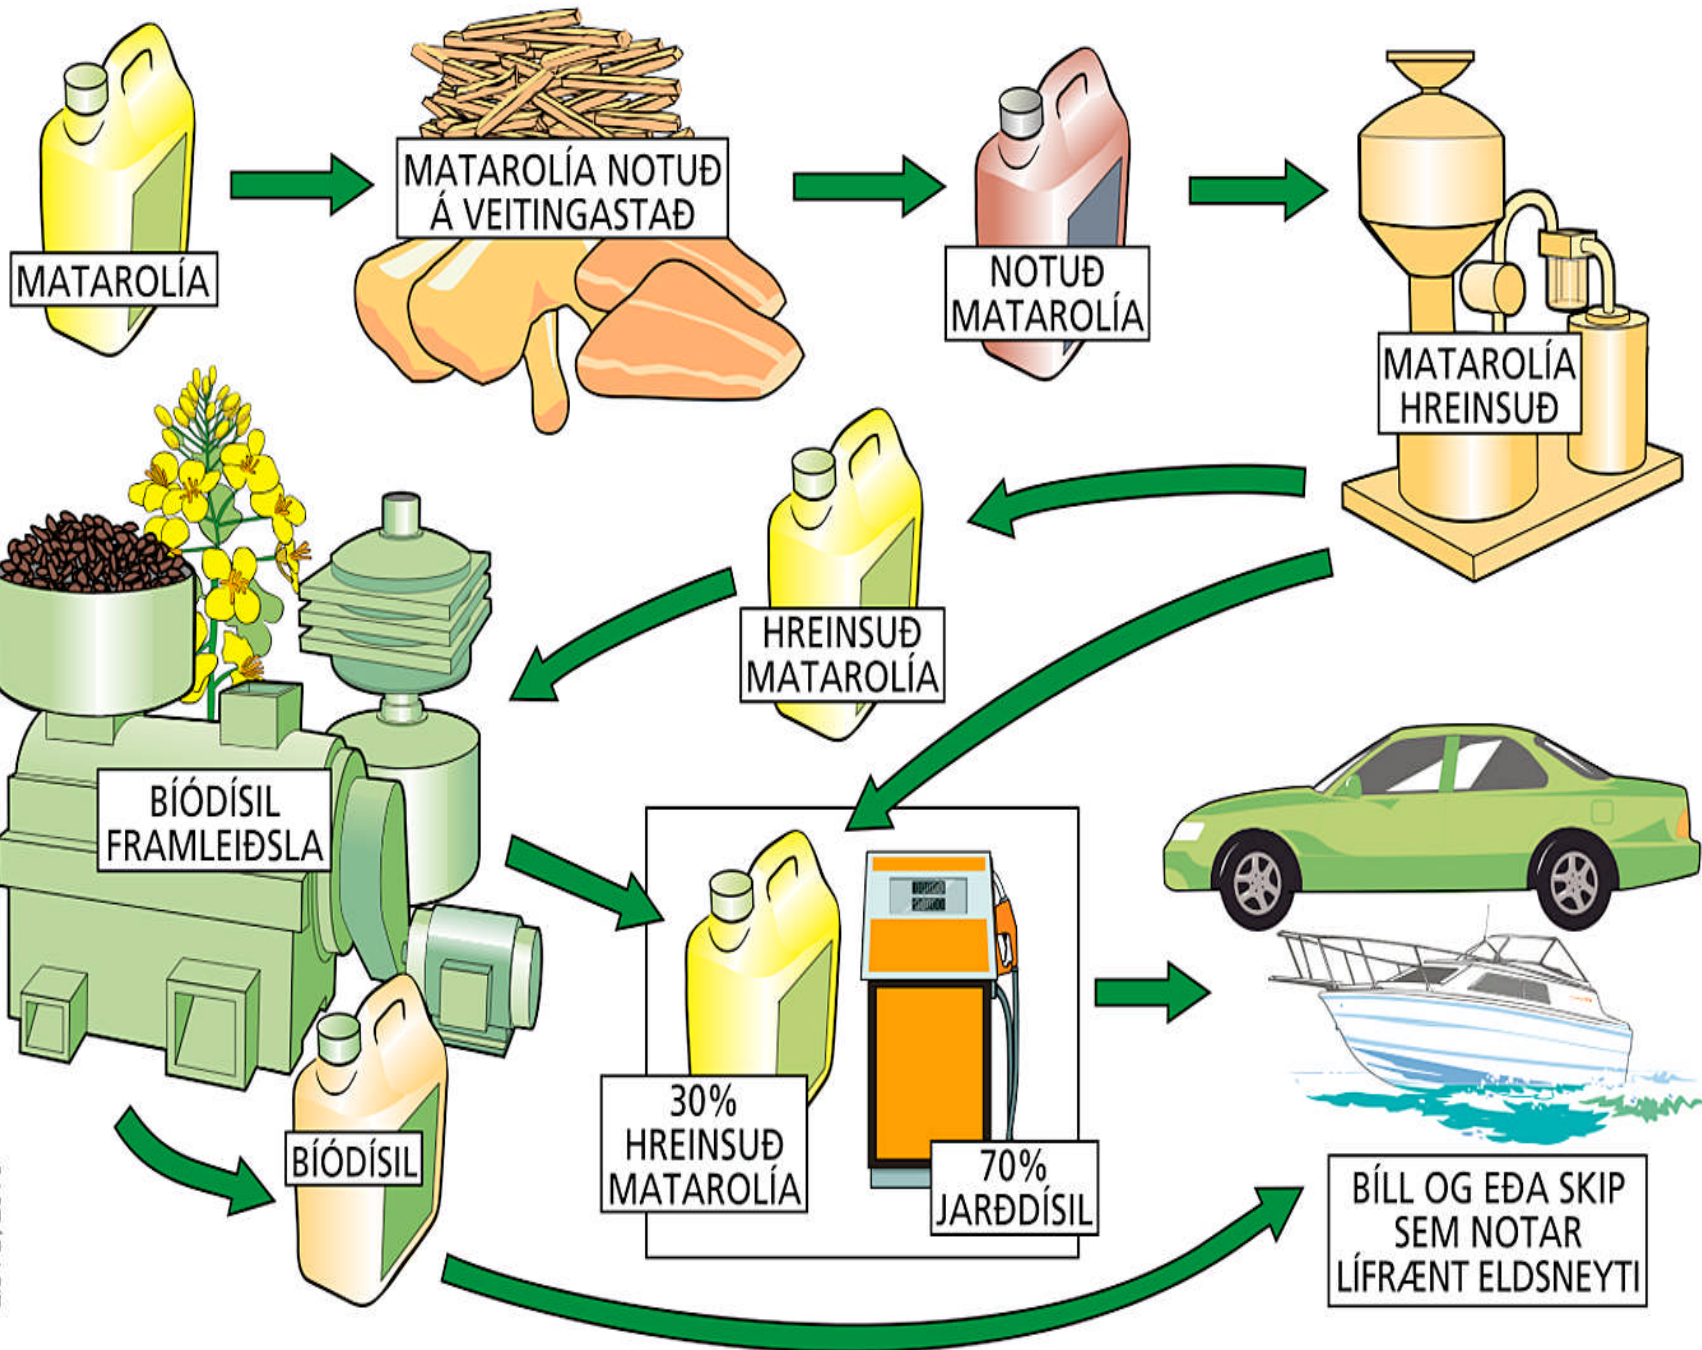 MATAROLÍA
MATAROLÍA NOTUÐ
Á VEITINGASTAÐ
NOTUÐ
MATAROLÍA
MATAROLÍA
HREINSUÐ
HREINSUÐ
MATAROLÍA
BÍÓDÍSIL
FRAMLEIÐSLA
BÍÓDÍSIL
30%
HREINSUÐ
MATAROLÍA
70%
JARÐDÍSIL
BÍLL OG EÐA SKIP
SEM NOTAR
LÍFRÆNT ELDSNEYTI